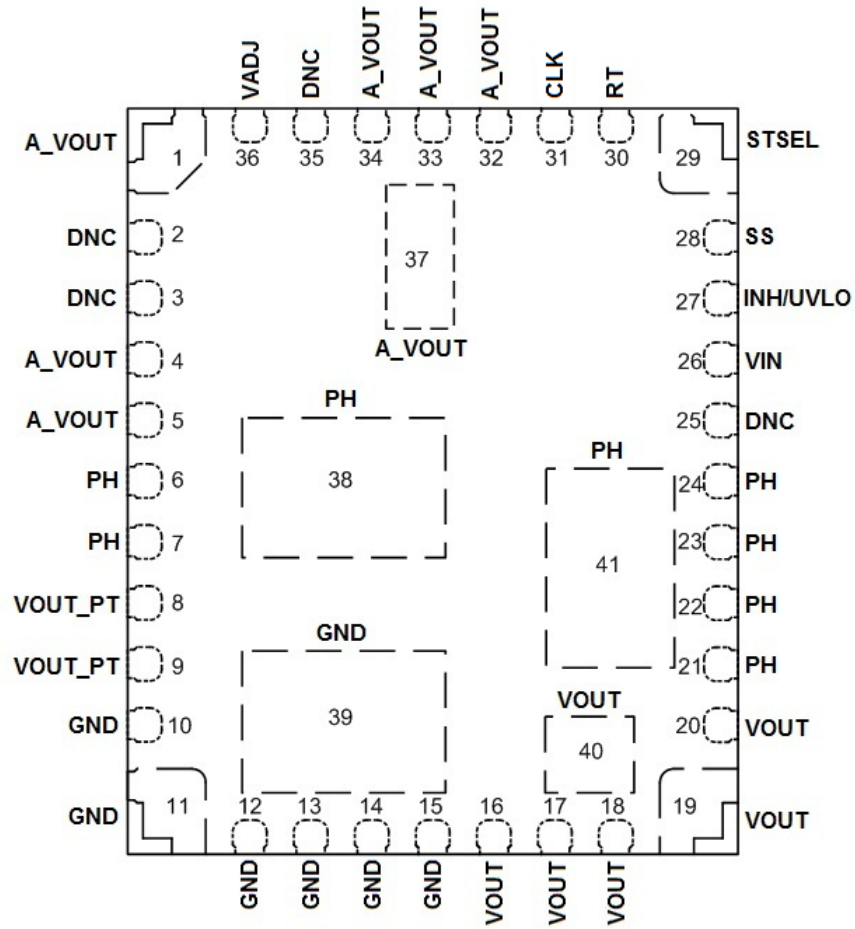 VADJ
DNC
A_VOUT
A_VOUT
A_VOUT
CLK
RT
36
35
34
33
32
31
30
A_VOUT
1
29
STSEL
DNC
2
28
SS
DNC
3
37
27
INH/UVLO
A_VOUT
A_VOUT
4
26
VIN
A_VOUT
5
25
DNC
PH
PH
PH
6
38
24
PH
PH
7
41
23
PH
VOUT_PT
8
22
PH
GND
VOUT_PT
9
21
PH
VOUT
GND
10
39
40
20
VOUT
GND
11
12
13
14
15
16
17
18
19
VOUT
GND
GND
GND
GND
VOUT
VOUT
VOUT